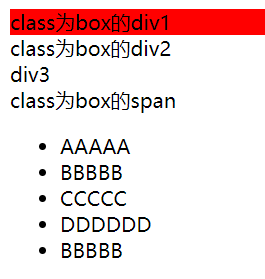 class为box的div1
class为box的div2
div3
class为box的span
• AAAAA
• BBBBB
• CCCCC
• DDDDDD
• BBBBB